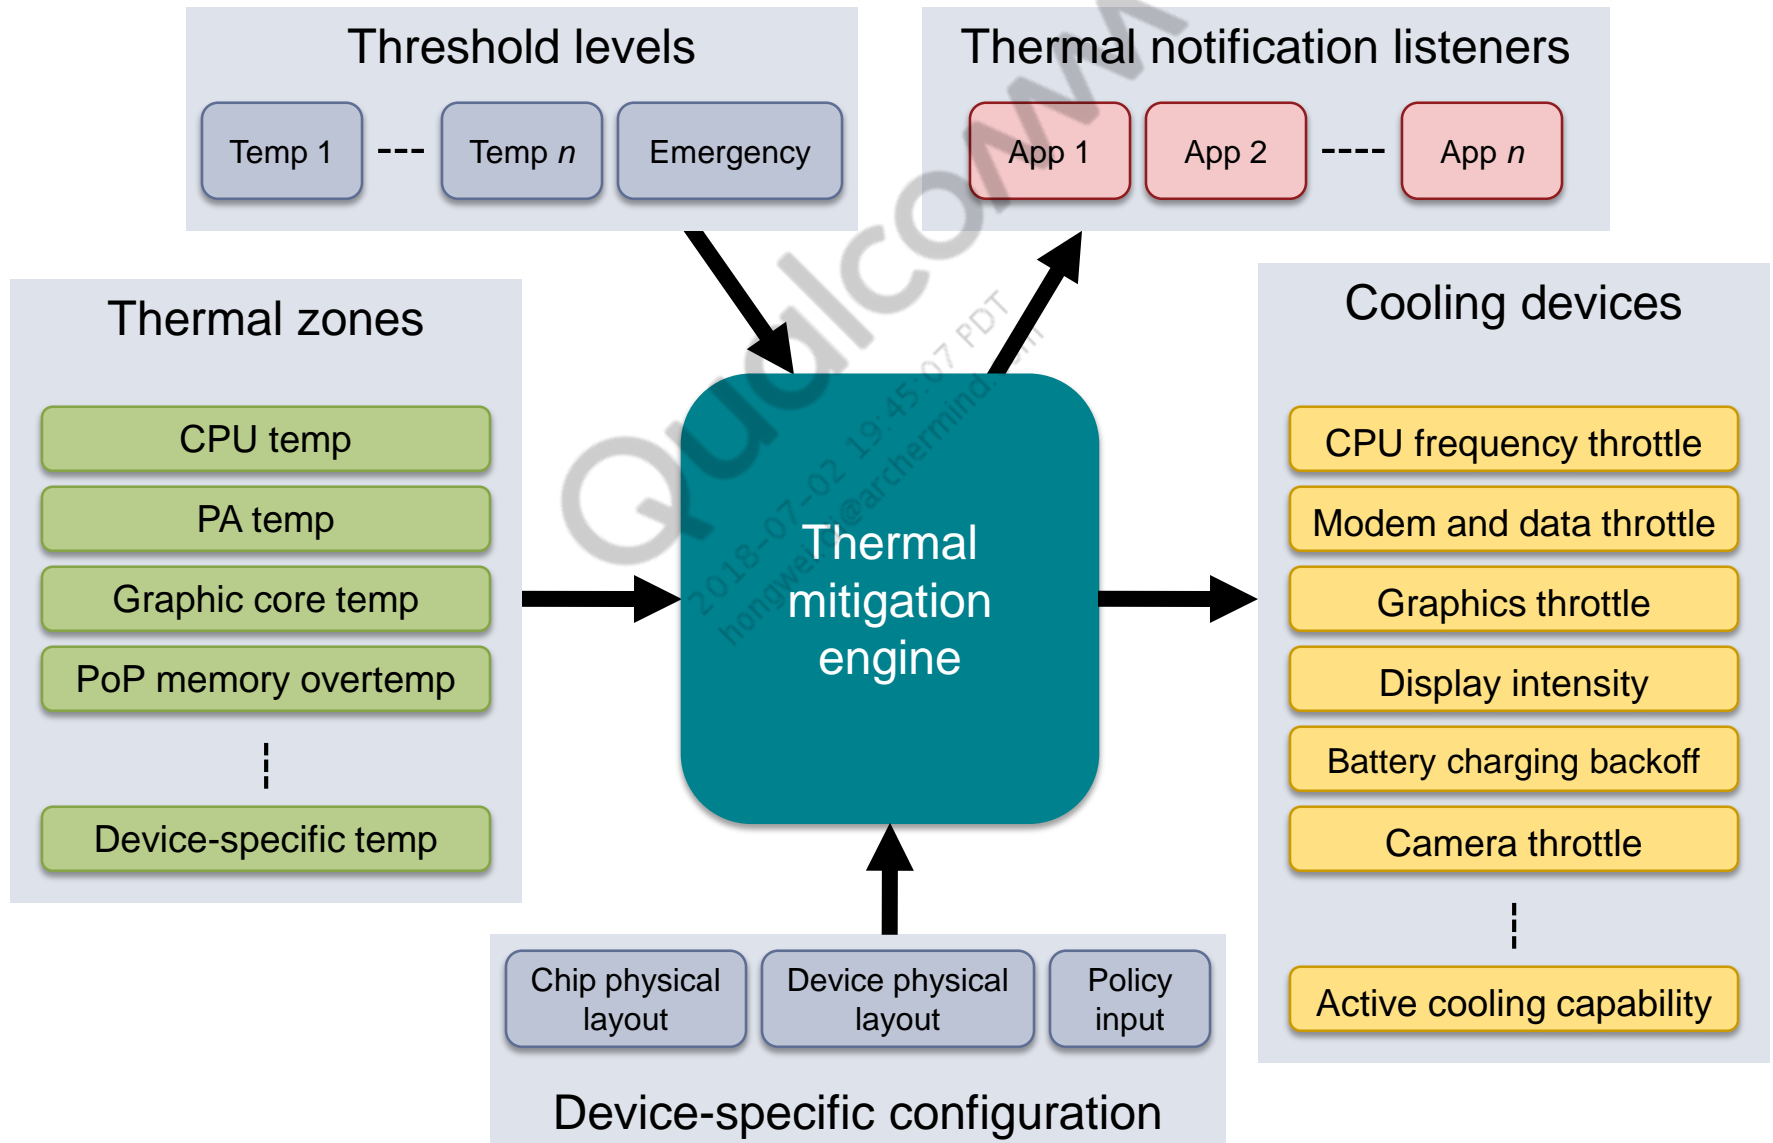 Threshold levels
Temp 1
Temp n
Emergency
Thermal notification listeners
App 1
App 2
App n
Thermal zones
CPU temp
PA temp
Graphic core temp
PoP memory overtemp
Device-specific temp
Thermal
mitigation
engine
Cooling devices
CPU frequency throttle
Modem and data throttle
Graphics throttle
Display intensity
Battery charging backoff
Camera throttle
Active cooling capability
Chip physical
layout
Device physical
layout
Policy
input
Device-specific configuration
Qualcomm
2018-07-02 19:45:07 PDT